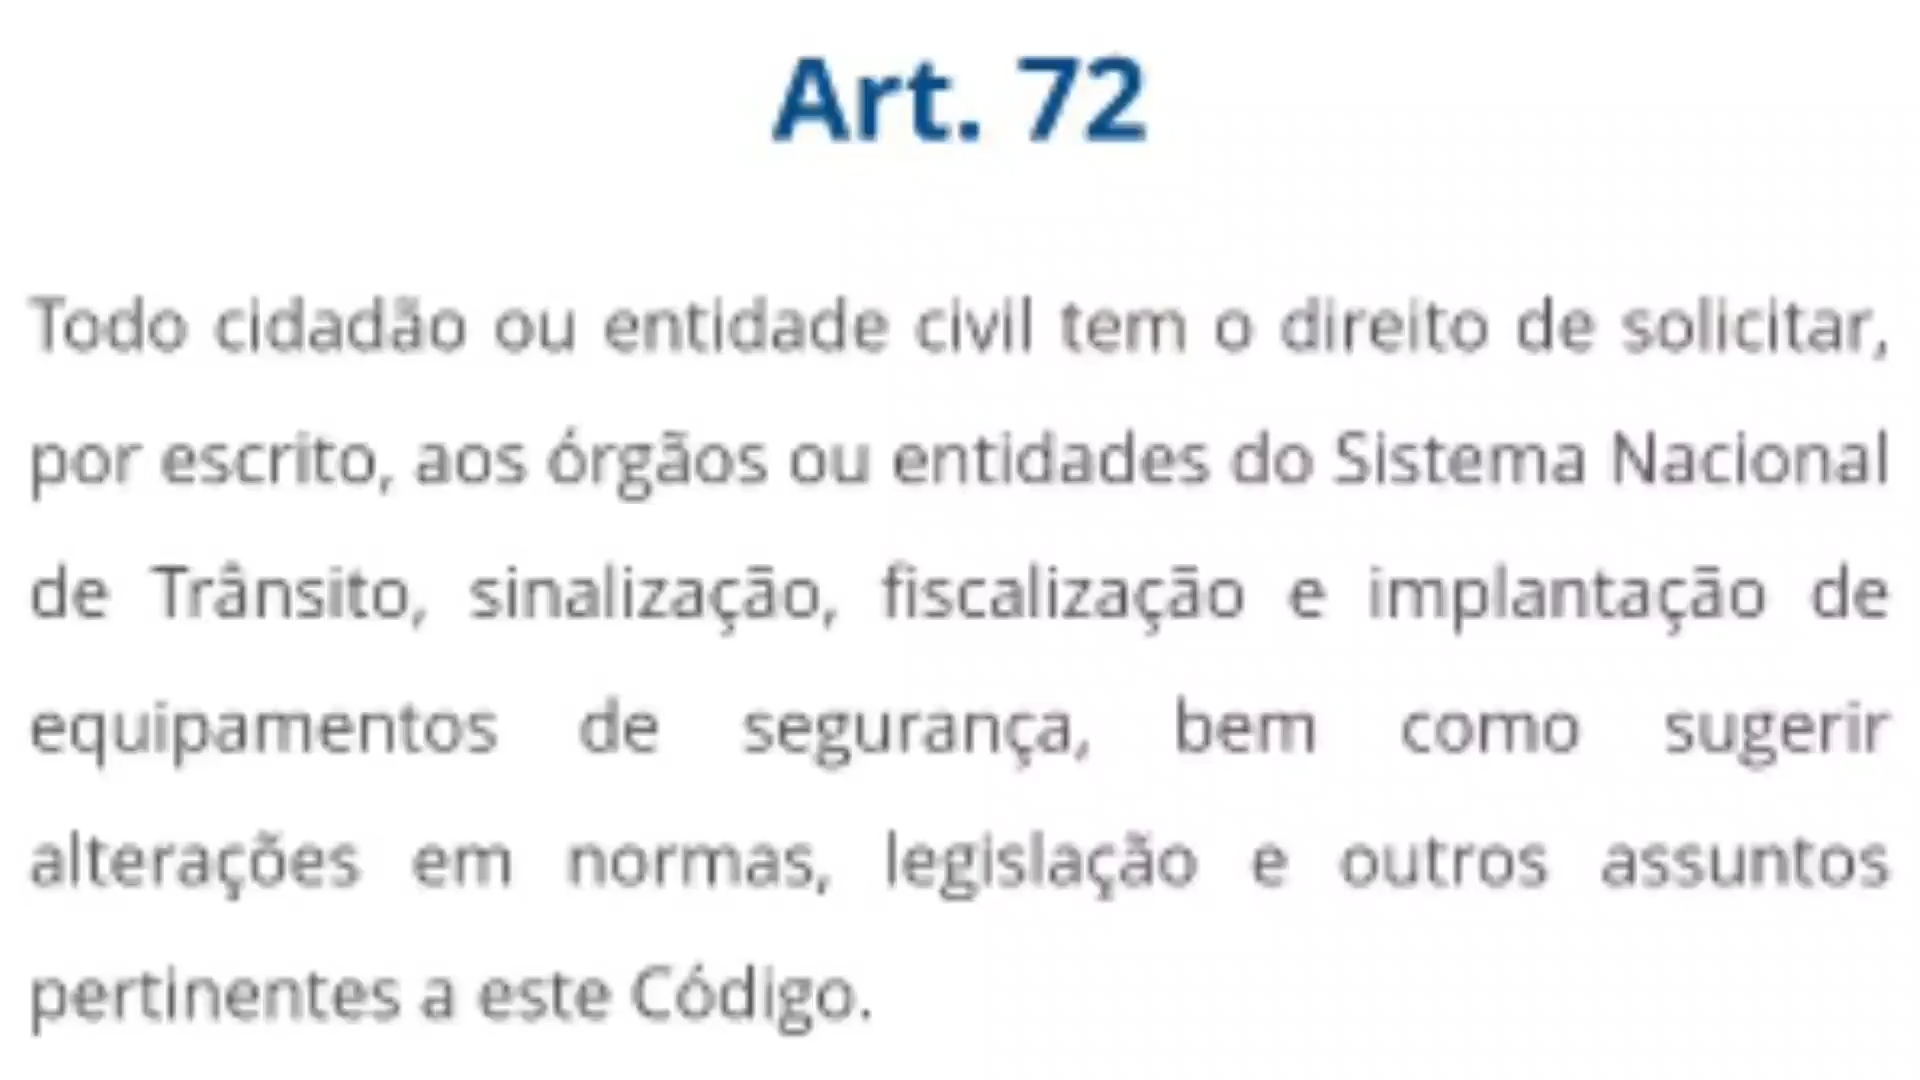 Art. 72
Todo cidadão ou entidade civil tem o direito de solicitar,
por escrito, aos órgãos ou entidades do Sistema Nacional
de Trânsito, sinalização, fiscalização e implantação de
equipamentos de segurança, bem como sugerir
alterações em normas, legislação e outros assuntos
pertinentes a este Código.